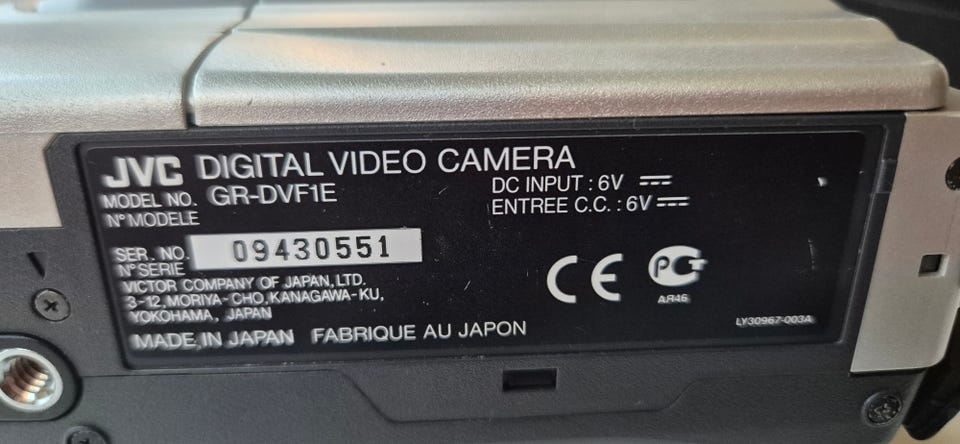 JVC DIGITAL VIDEO CAMERA
MODEL NO. GR-DVF1E
N° MODELE
DC INPUT : 6V
ENTREE C.C. : 6V
SER. NO. 09430551
N° SERIE
VICTOR COMPANY OF JAPAN, LTD.
3-12, MORIYA-CHO, KANAGAWA-KU,
YOKOHAMA, JAPAN
CE
РСТ
AR46
MADE IN JAPAN FABRIQUE AU JAPON
LY30967-003A